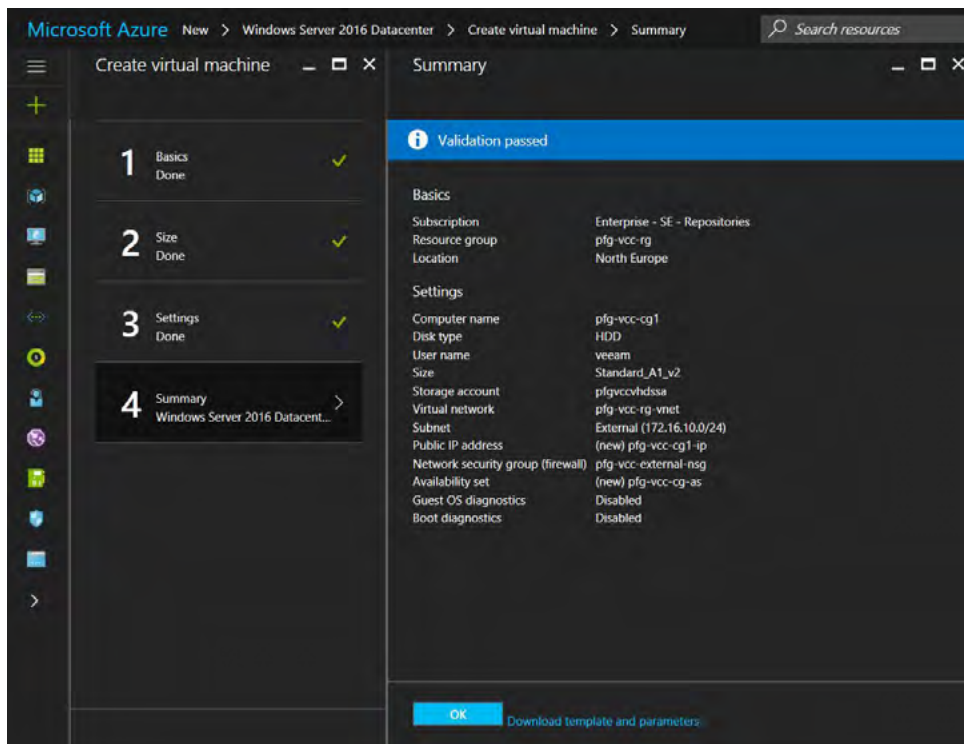 Microsoft Azure New > Windows Server 2016 Datacenter > Create virtual machine > Summary Search resources
Create virtual machine
1 Basics
Done
2 Size
Done
3 Settings
Done
4 Summary
Windows Server 2016 Datacent...
Summary
Validation passed
Basics
Subscription Enterprise - SE - Repositories
Resource group pfg-vcc-rg
Location North Europe
Settings
Computer name pfg-vcc-cg1
Disk type HDD
User name veeam
Size Standard_A1_v2
Storage account pfgvccvhdssa
Virtual network pfg-vcc-rg-vnet
Subnet External (172.16.10.0/24)
Public IP address (new) pfg-vcc-cg1-ip
Network security group (firewall) pfg-vcc-external-nsg
Availability set (new) pfg-vcc-cg-as
Guest OS diagnostics Disabled
Boot diagnostics Disabled
OK Download template and parameters